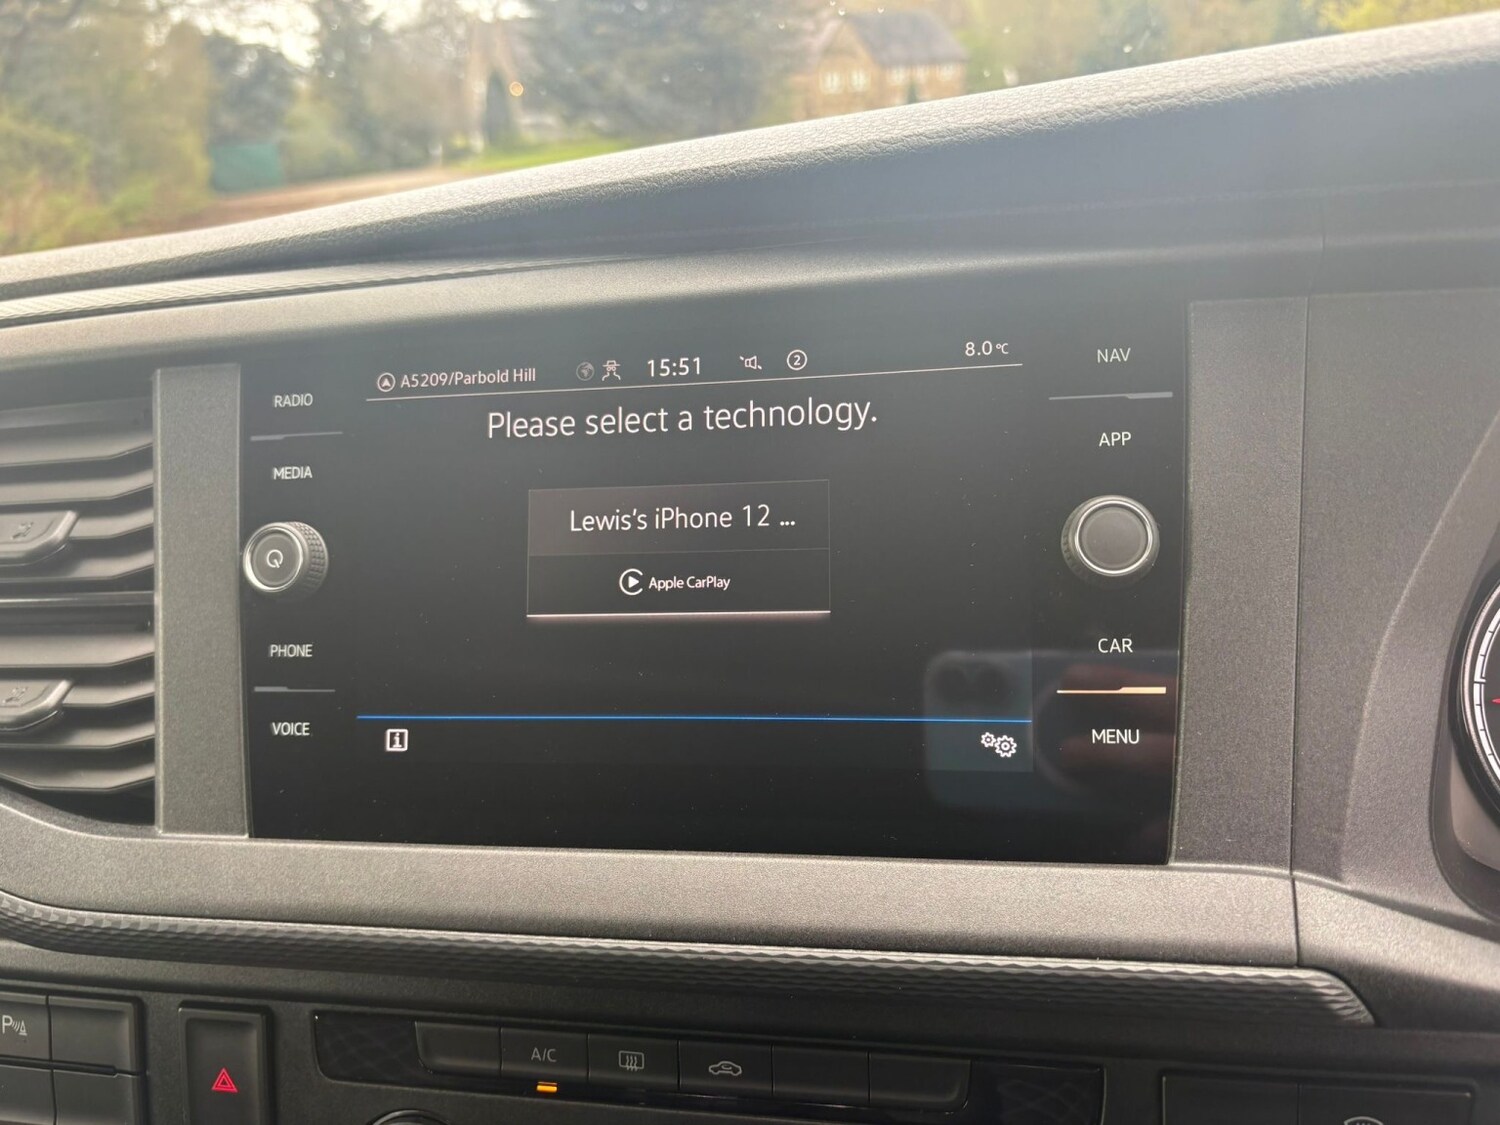 A5209/Parbold Hill
15:51
2
8.0°C
Please select a technology.
Lewis's iPhone 12 ...
Apple CarPlay
i
RADIO
MEDIA
PHONE
VOICE
NAV
APP
CAR
MENU
P
A/C